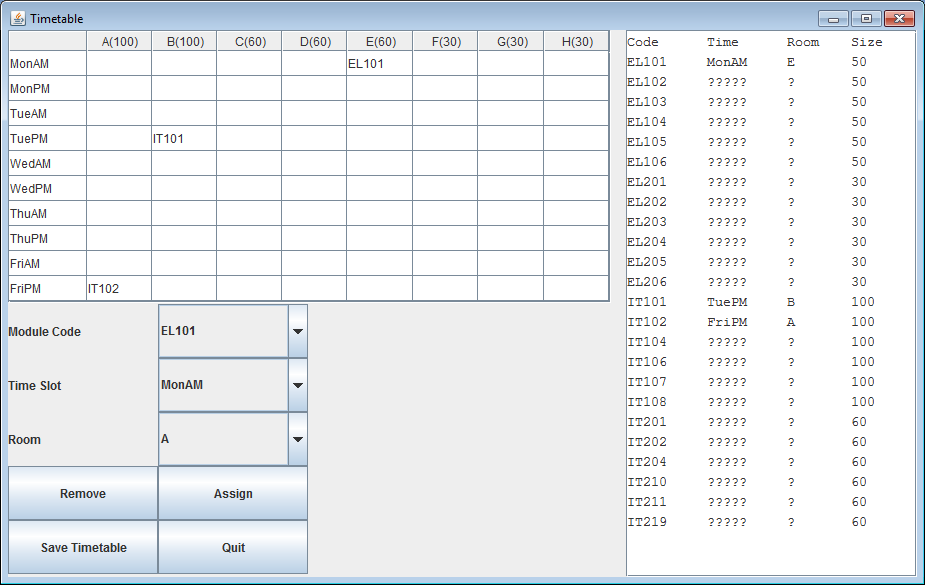 Timetable
A(100) B(100) C(60) D(60) E(60) F(30) G(30) H(30)
MonAM EL101
MonPM
TueAM
TuePM IT101
WedAM
WedPM
ThuAM
ThuPM
FriAM
FriPM IT102
Module Code EL101
Time Slot MonAM
Room A
Remove Assign
Save Timetable Quit
Code Time Room Size
EL101 MonAM E 50
EL102 ????? ? 50
EL103 ????? ? 50
EL104 ????? ? 50
EL105 ????? ? 50
EL106 ????? ? 50
EL201 ????? ? 30
EL202 ????? ? 30
EL203 ????? ? 30
EL204 ????? ? 30
EL205 ????? ? 30
EL206 ????? ? 30
IT101 TuePM B 100
IT102 FriPM A 100
IT104 ????? ? 100
IT106 ????? ? 100
IT107 ????? ? 100
IT108 ????? ? 100
IT201 ????? ? 60
IT202 ????? ? 60
IT204 ????? ? 60
IT210 ????? ? 60
IT211 ????? ? 60
IT219 ????? ? 60